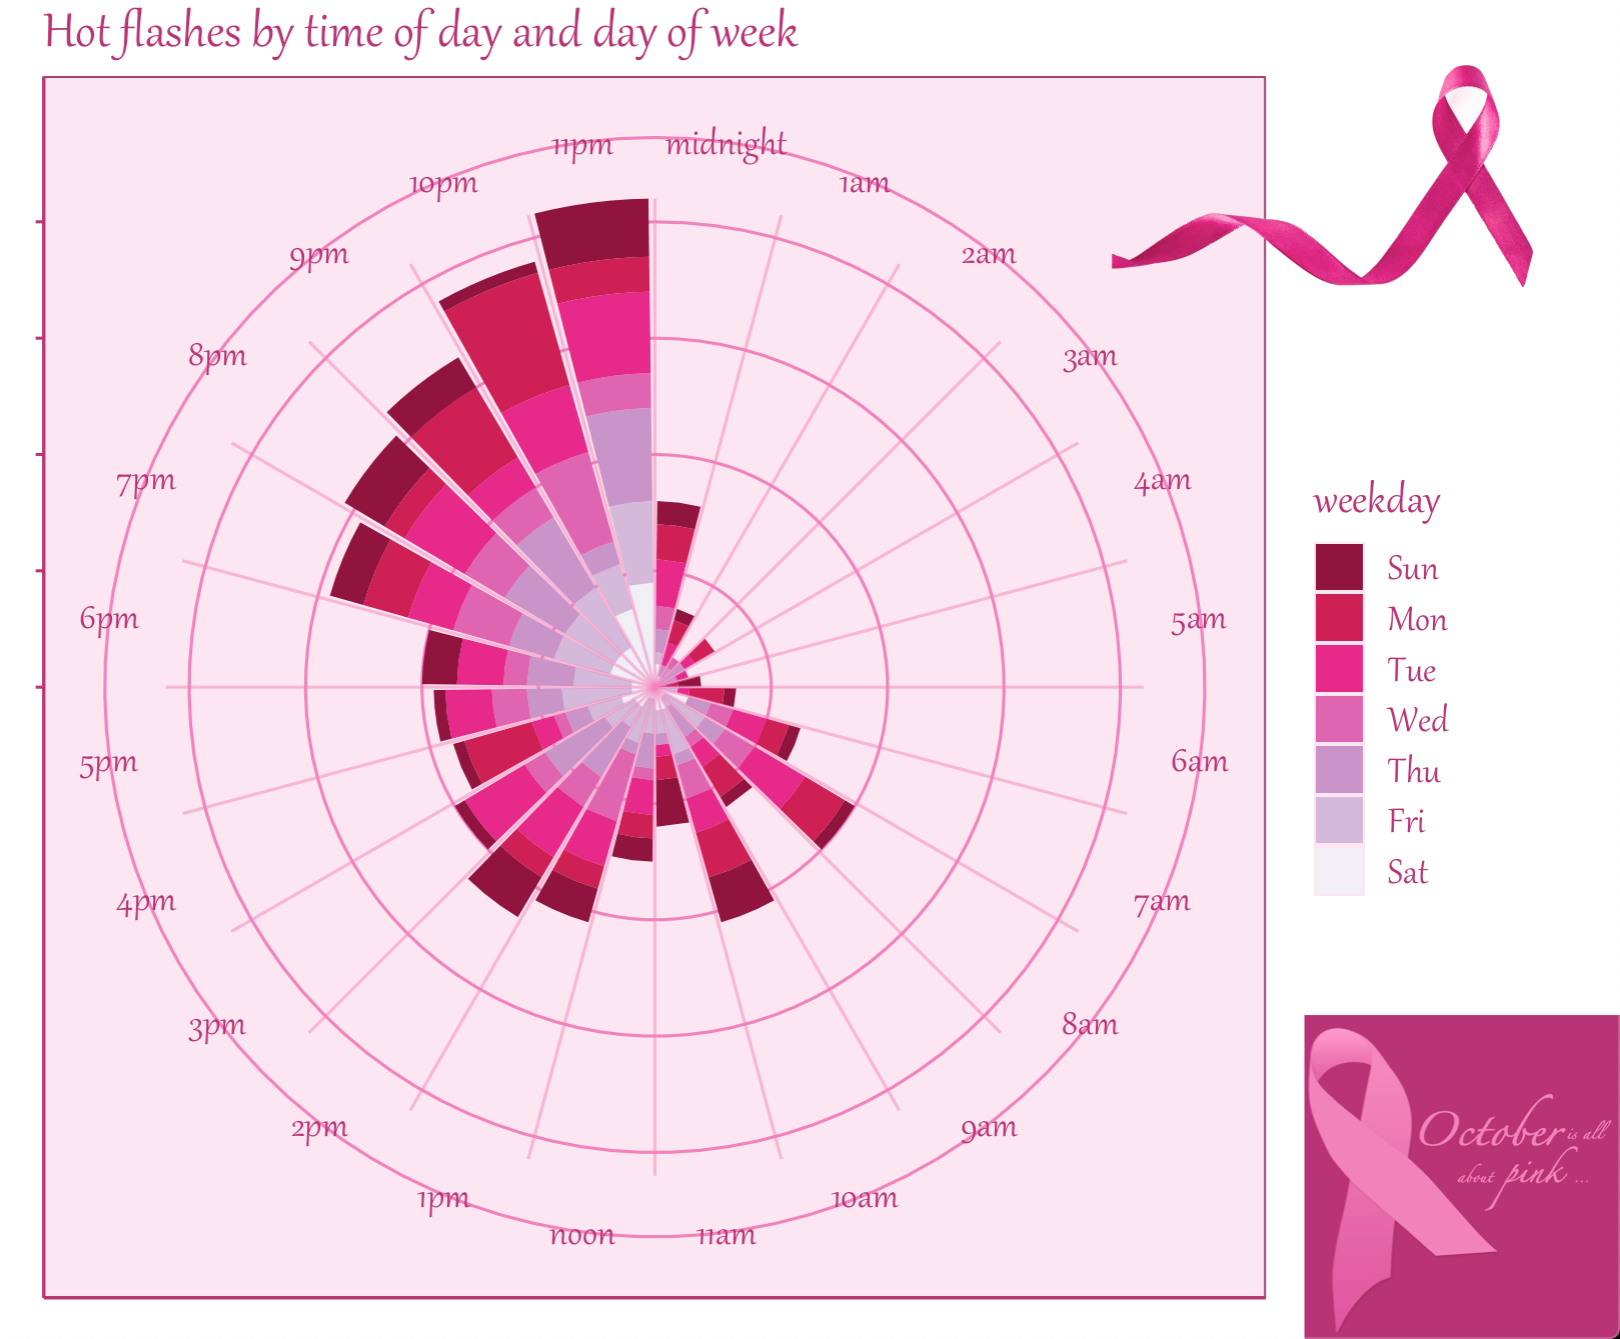 Hot flashes by time of day and day of week
11pm
midnight
10pm
1am
9pm
2am
8pm
3am
7pm
4am
6pm
5am
5pm
6am
4pm
7am
3pm
8am
2pm
9am
1pm
10am
noon
11am
weekday
Sun
Mon
Tue
Wed
Thu
Fri
Sat
October is all
about pink ...